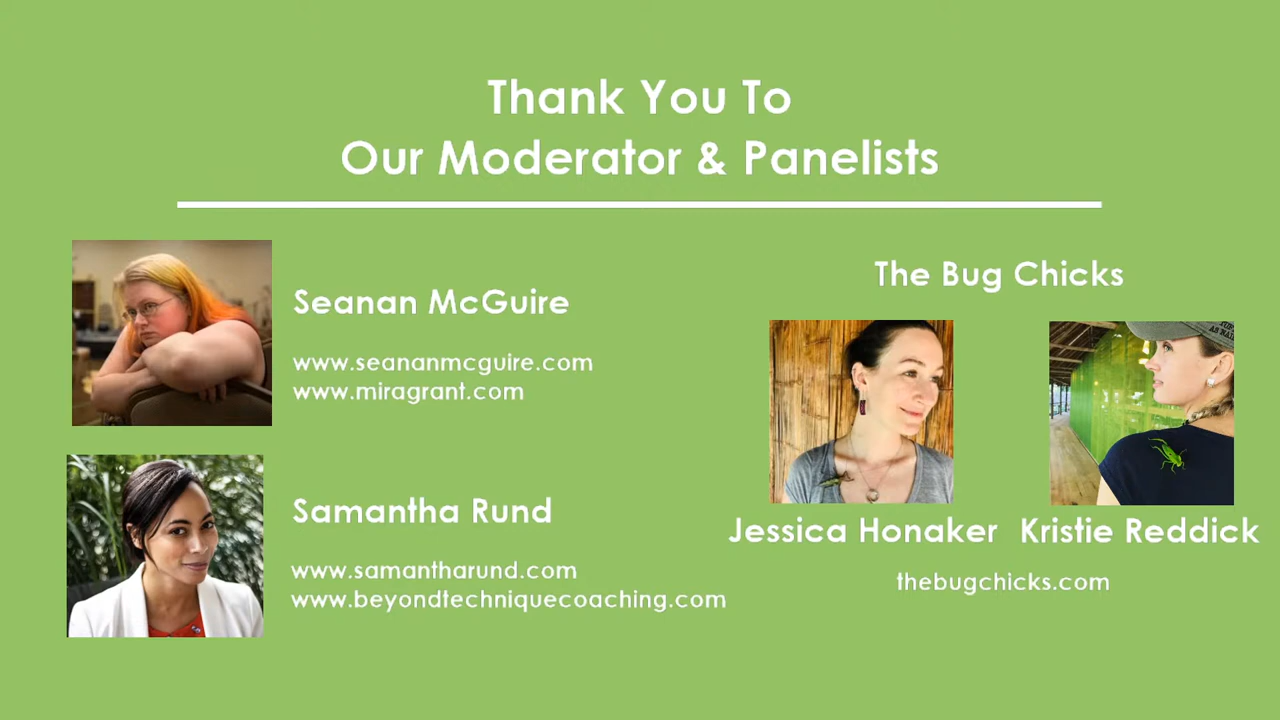 Thank You To
Our Moderator & Panelists
Seanan McGuire
www.seananmcguire.com
www.miragrant.com
Samantha Rund
www.samantharund.com
www.beyondtechniquecoaching.com
The Bug Chicks
Jessica Honaker
Kristie Reddick
thebugchicks.com